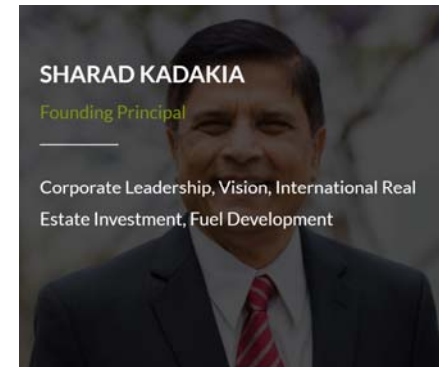 SHARAD KADAKIA
Founding Principal
Corporate Leadership, Vision, International Real
Estate Investment, Fuel Development